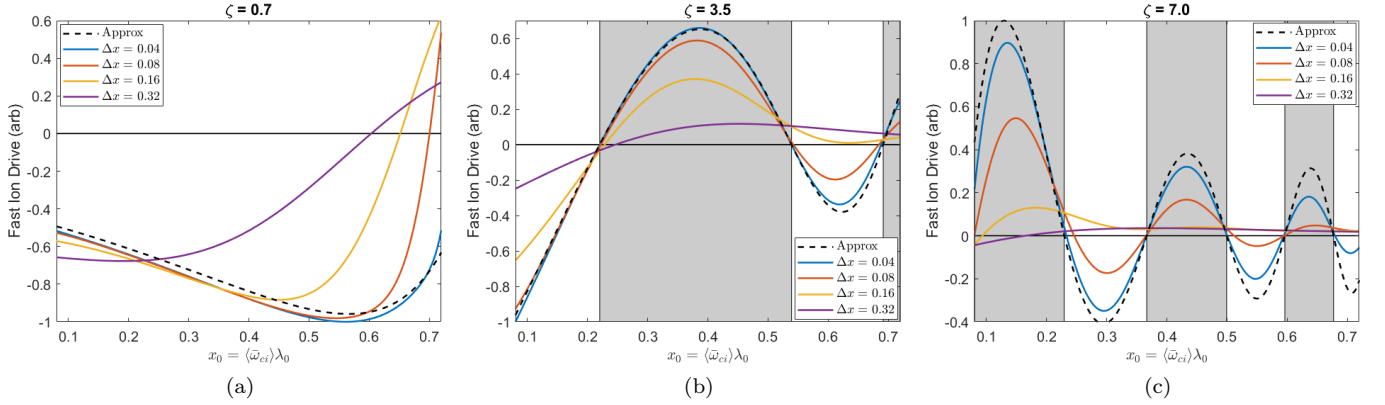 ζ = 0.7
Fast Ion Drive (arb)
0.6
0.4
0.2
0
-0.2
-0.4
-0.6
-0.8
-1
Approx
Δx = 0.04
Δx = 0.08
Δx = 0.16
Δx = 0.32
0.1 0.2 0.3 0.4 0.5 0.6 0.7
x₀ = ⟨ω̄_ci⟩λ₀
(a)
ζ = 3.5
Fast Ion Drive (arb)
0.8
0.6
0.4
0.2
0
-0.2
-0.4
-0.6
-0.8
-1
Approx
Δx = 0.04
Δx = 0.08
Δx = 0.16
Δx = 0.32
0.1 0.2 0.3 0.4 0.5 0.6 0.7
x₀ = ⟨ω̄_ci⟩λ₀
(b)
ζ = 7.0
Fast Ion Drive (arb)
1
0.8
0.6
0.4
0.2
0
-0.2
-0.4
Approx
Δx = 0.04
Δx = 0.08
Δx = 0.16
Δx = 0.32
0.1 0.2 0.3 0.4 0.5 0.6 0.7
x₀ = ⟨ω̄_ci⟩λ₀
(c)